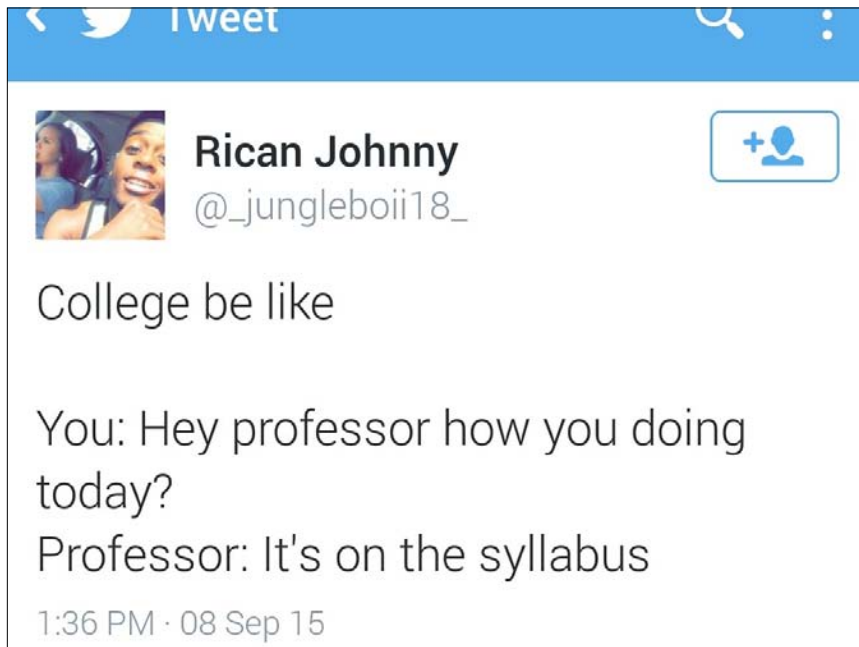 Tweet
Rican Johnny
@_jungleboii18_
College be like
You: Hey professor how you doing
today?
Professor: It's on the syllabus
1:36 PM · 08 Sep 15